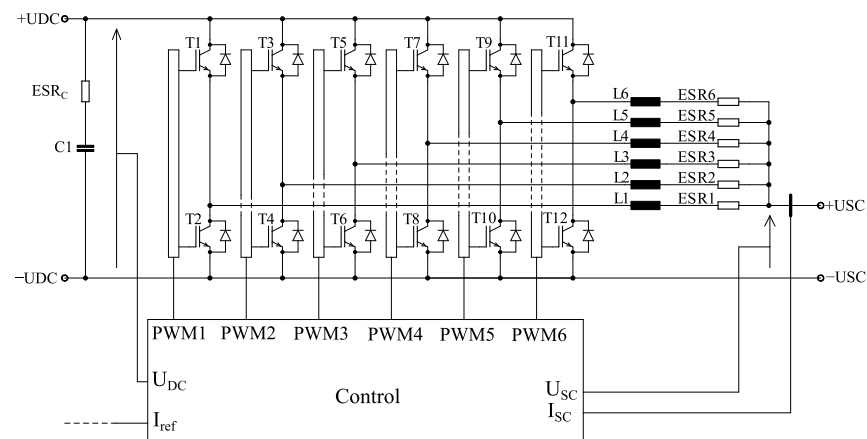 +UDC
T1 T3 T5 T7 T9 T11
ESRC
C1
L6 ESR6
L5 ESR5
L4 ESR4
L3 ESR3
L2 ESR2
L1 ESR1
+USC
T2 T4 T6 T8 T10 T12
−UDC
−USC
PWM1 PWM2 PWM3 PWM4 PWM5 PWM6
UDC
Control
USC
Iref
ISC